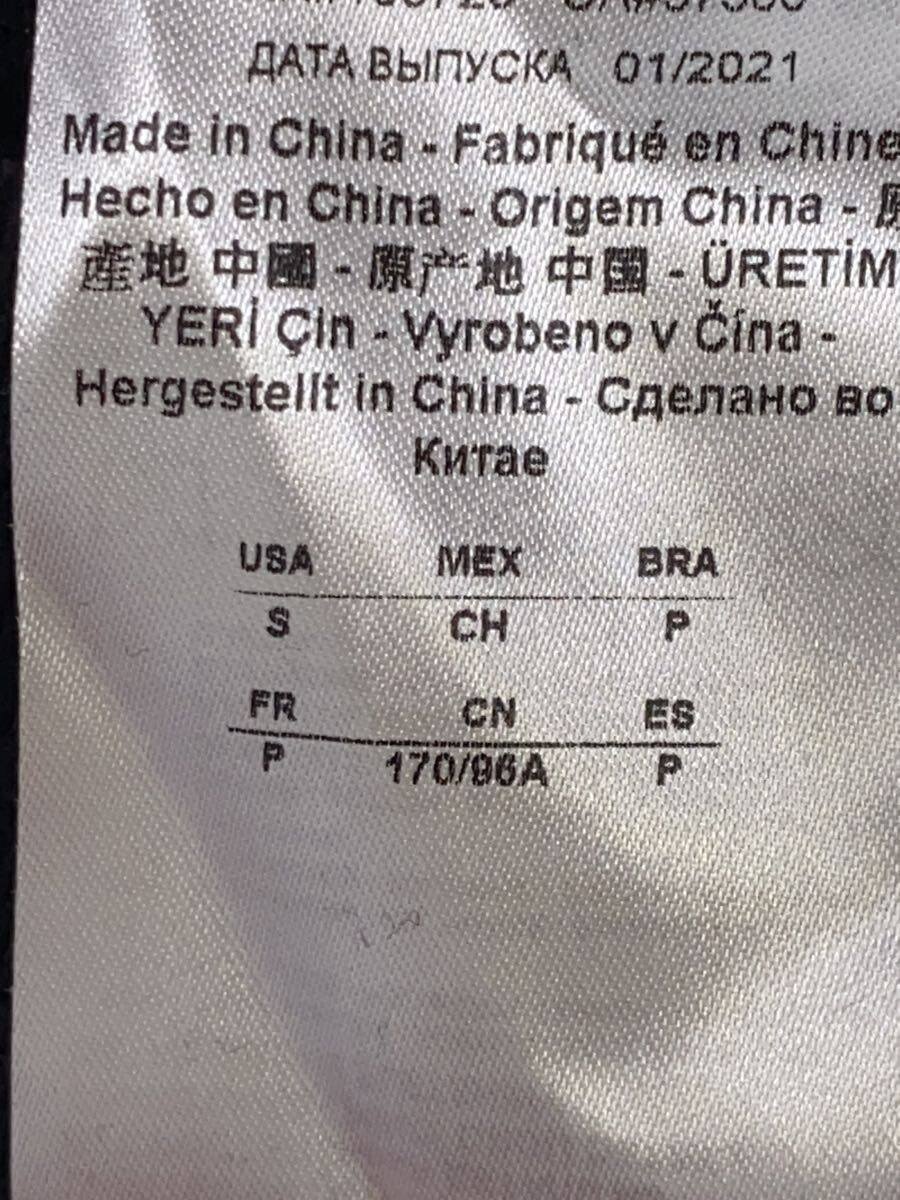 ДАТА ВЫПУСКА 01/2021
Made in China - Fabriqué en Chine
Hecho en China - Origem China - 原
產地 中國 - 原产地 中国 - ÜRETİM
YERİ Çin - Vyrobeno v Čína -
Hergestellt in China - Сделано во
Китае
USA MEX BRA
S CH P
FR CN ES
P 170/96A P